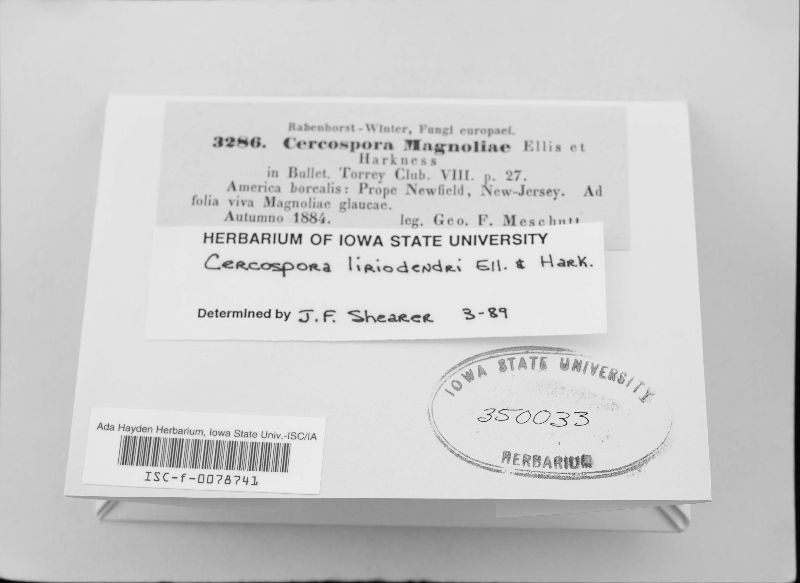 Rabenhorst-Winter, Fungi europaei.
3286. Cercospora Magnoliae Ellis et
Harkness
in Bullet. Torrey Club. VIII. p. 27.
America borealis: Prope Newfield, New-Jersey. Ad
folia viva Magnoliae glaucae.
Autumno 1884. leg. Geo. F. Meschutt
HERBARIUM OF IOWA STATE UNIVERSITY
Cercospora liriodendri Ell. & Hark.
Determined by J.F. Shearer 3-89
IOWA STATE UNIVERSITY
350033
HERBARIUM
Ada Hayden Herbarium, Iowa State Univ.-ISC/IA
ISC-f-0078741